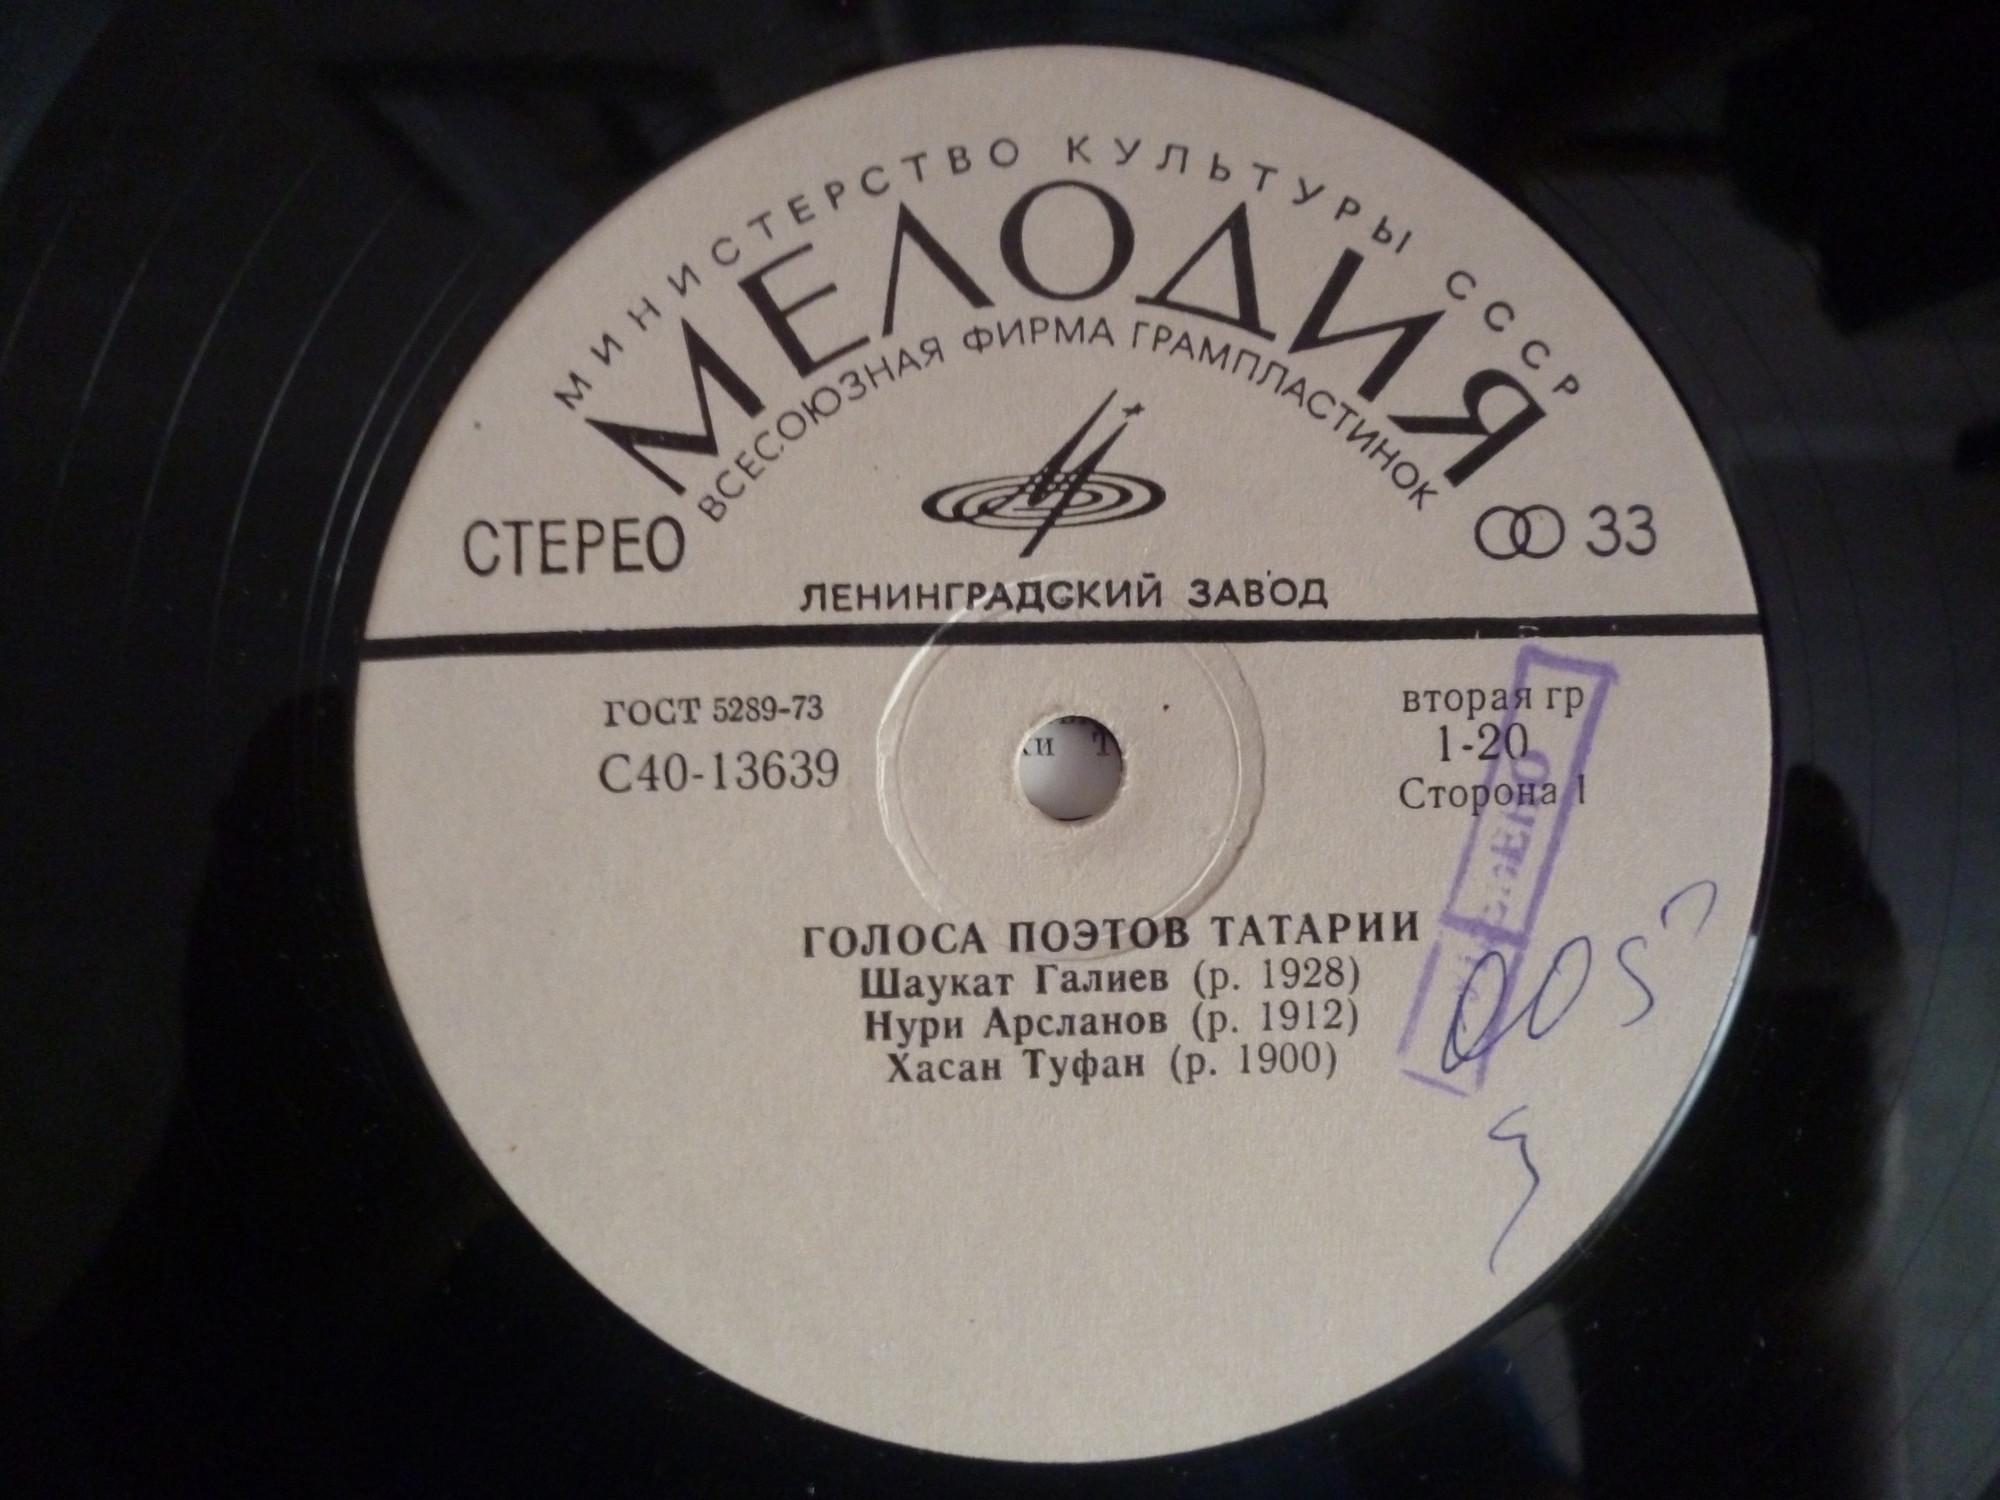 МИНИСТЕРСТВО КУЛЬТУРЫ СССР
МЕЛОДИЯ
ВСЕСОЮЗНАЯ ФИРМА ГРАМПЛАСТИНОК
СТЕРЕО
33
ЛЕНИНГРАДСКИЙ ЗАВОД
ГОСТ 5289-73
С40-13639
вторая гр
1-20
Сторона 1
ГОЛОСА ПОЭТОВ ТАТАРИИ
Шаукат Галиев (р. 1928)
Нури Арсланов (р. 1912)
Хасан Туфан (р. 1900)